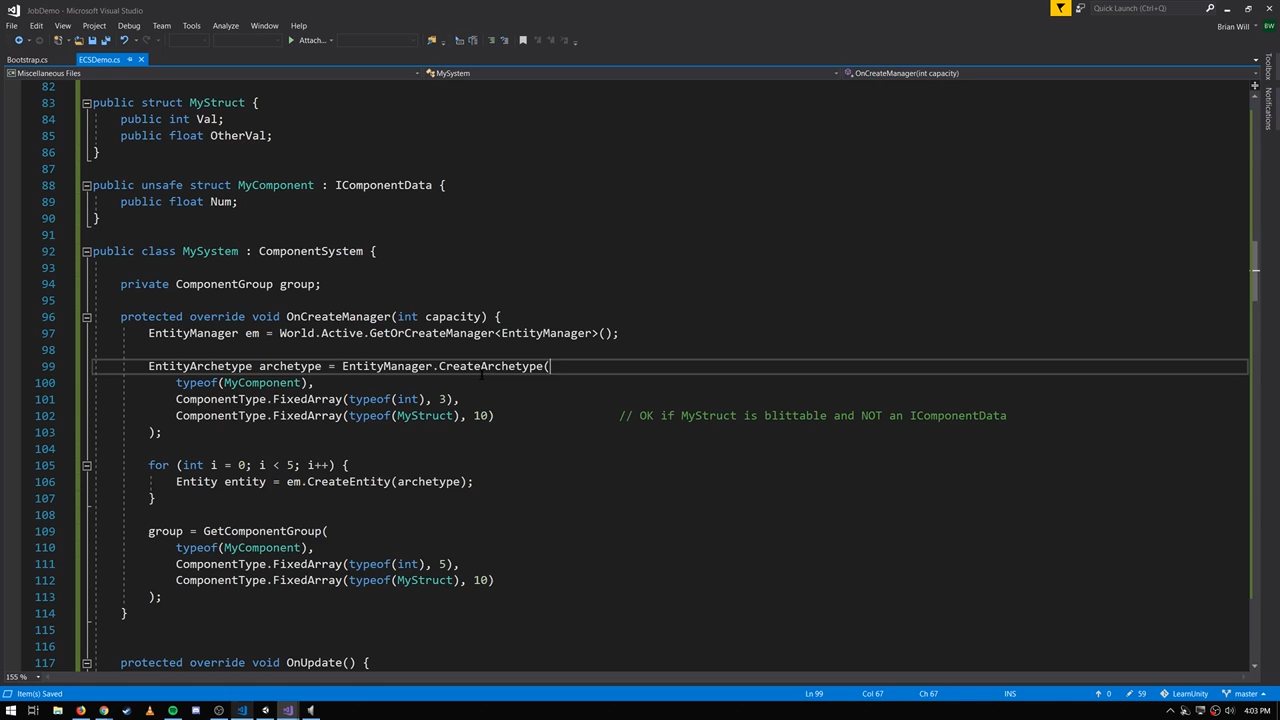 JobDemo - Microsoft Visual Studio
Quick Launch (Ctrl+Q)
File Edit View Project Debug Team Tools Test Analyze Window Help
Brian Will BW
Attach...
Bootstrap.cs ECSDemo.cs
Miscellaneous Files MySystem OnCreateManager(int capacity)
Toolbox
Notifications
82
83 public struct MyStruct {
84 public int Val;
85 public float OtherVal;
86 }
87
88 public unsafe struct MyComponent : IComponentData {
89 public float Num;
90 }
91
92 public class MySystem : ComponentSystem {
93
94 private ComponentGroup group;
95
96 protected override void OnCreateManager(int capacity) {
97 EntityManager em = World.Active.GetOrCreateManager<EntityManager>();
98
99 EntityArchetype archetype = EntityManager.CreateArchetype(
100 typeof(MyComponent),
101 ComponentType.FixedArray(typeof(int), 3),
102 ComponentType.FixedArray(typeof(MyStruct), 10) // OK if MyStruct is blittable and NOT an IComponentData
103 );
104
105 for (int i = 0; i < 5; i++) {
106 Entity entity = em.CreateEntity(archetype);
107 }
108
109 group = GetComponentGroup(
110 typeof(MyComponent),
111 ComponentType.FixedArray(typeof(int), 5),
112 ComponentType.FixedArray(typeof(MyStruct), 10)
113 );
114 }
115
116
117 protected override void OnUpdate() {
155 %
Item(s) Saved Ln 99 Col 67 Ch 67 INS 0 59 LearnUnity master
4:03 PM